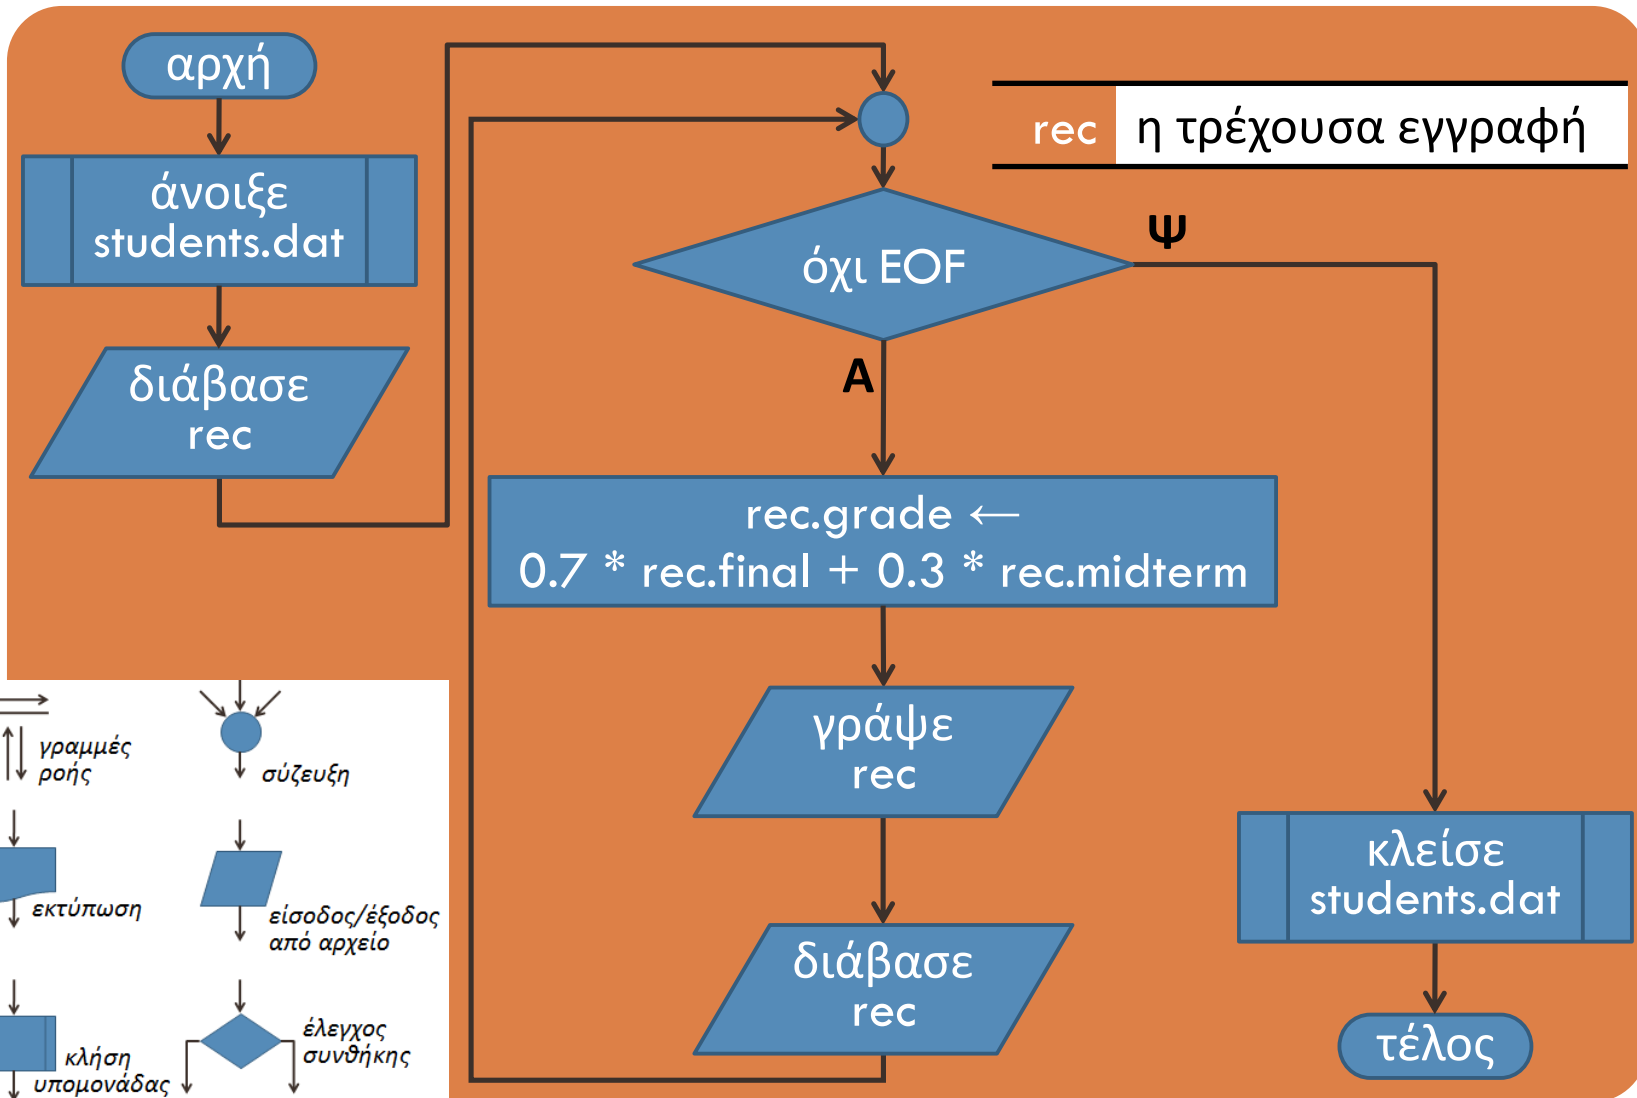 αρχή
άνοιξε
students.dat
διάβασε
rec
rec η τρέχουσα εγγραφή
όχι EOF
Ψ
Α
rec.grade ←
0.7 * rec.final + 0.3 * rec.midterm
γράψε
rec
διάβασε
rec
κλείσε
students.dat
τέλος
γραμμές
ροής
σύζευξη
εκτύπωση
είσοδος/έξοδος
από αρχείο
κλήση
υπομονάδας
έλεγχος
συνθήκης